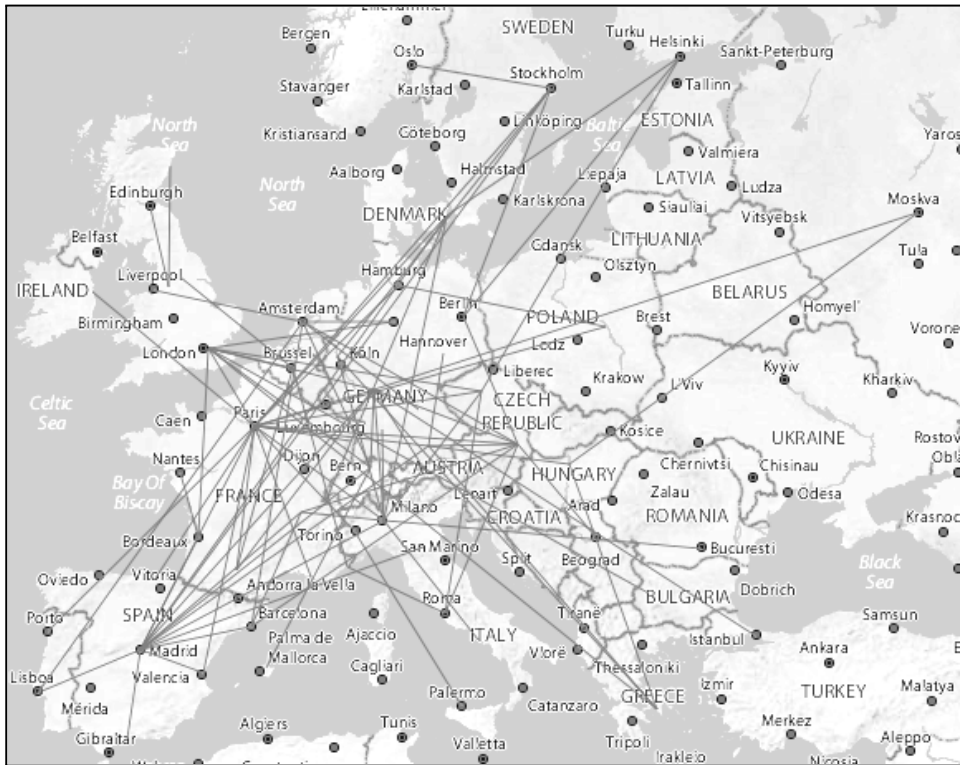 SWEDEN
Bergen
Turku
Helsinki
Oslo
Sankt-Peterburg
Stockholm
Stavanger
Karlstad
Tallinn
North
Sea
Linköping
Baltic
Sea
ESTONIA
Kristiansand
Göteborg
Yaros
Valmiera
Aalborg
Halmstad
LATVIA
North
Sea
Edinburgh
Liepaja
Ludza
Karlskrona
Siauliai
Moskva
DENMARK
Vitsyebsk
Belfast
LITHUANIA
Gdansk
Tula
Liverpool
Hamburg
Olsztyn
IRELAND
BELARUS
Amsterdam
Berlin
Homyel'
Birmingham
POLAND
Brest
Voronez
London
Brussel
Köln
Hannover
Lodz
Liberec
Kyyiv
GERMANY
Krakow
L'Viv
Kharkiv
Celtic
Sea
CZECH
REPUBLIC
Caen
Paris
Luxembourg
Kosice
UKRAINE
Rostov
Nantes
Dijon
Bern
AUSTRIA
HUNGARY
Chernivtsi
Chisinau
Obl
Bay Of
Biscay
FRANCE
Lenart
Zalau
Odesa
Milano
Arad
CROATIA
ROMANIA
Krasnoc
Bordeaux
Torino
San Marino
Split
Beograd
Bucuresti
Black
Sea
Oviedo
Vitoria
Andorra la Vella
Dobrich
BULGARIA
Porto
SPAIN
Barcelona
Roma
Tiranë
Samsun
Ajaccio
ITALY
Istanbul
Ankara
Madrid
Palma de
Mallorca
Vlorë
Thessaloniki
Lisboa
Valencia
Cagliari
Izmir
TURKEY
Malatya
Mérida
Palermo
Catanzaro
GREECE
Merkez
Gibraltar
Algiers
Tunis
Valletta
Tripoli
Irakleio
Nicosia
Aleppo